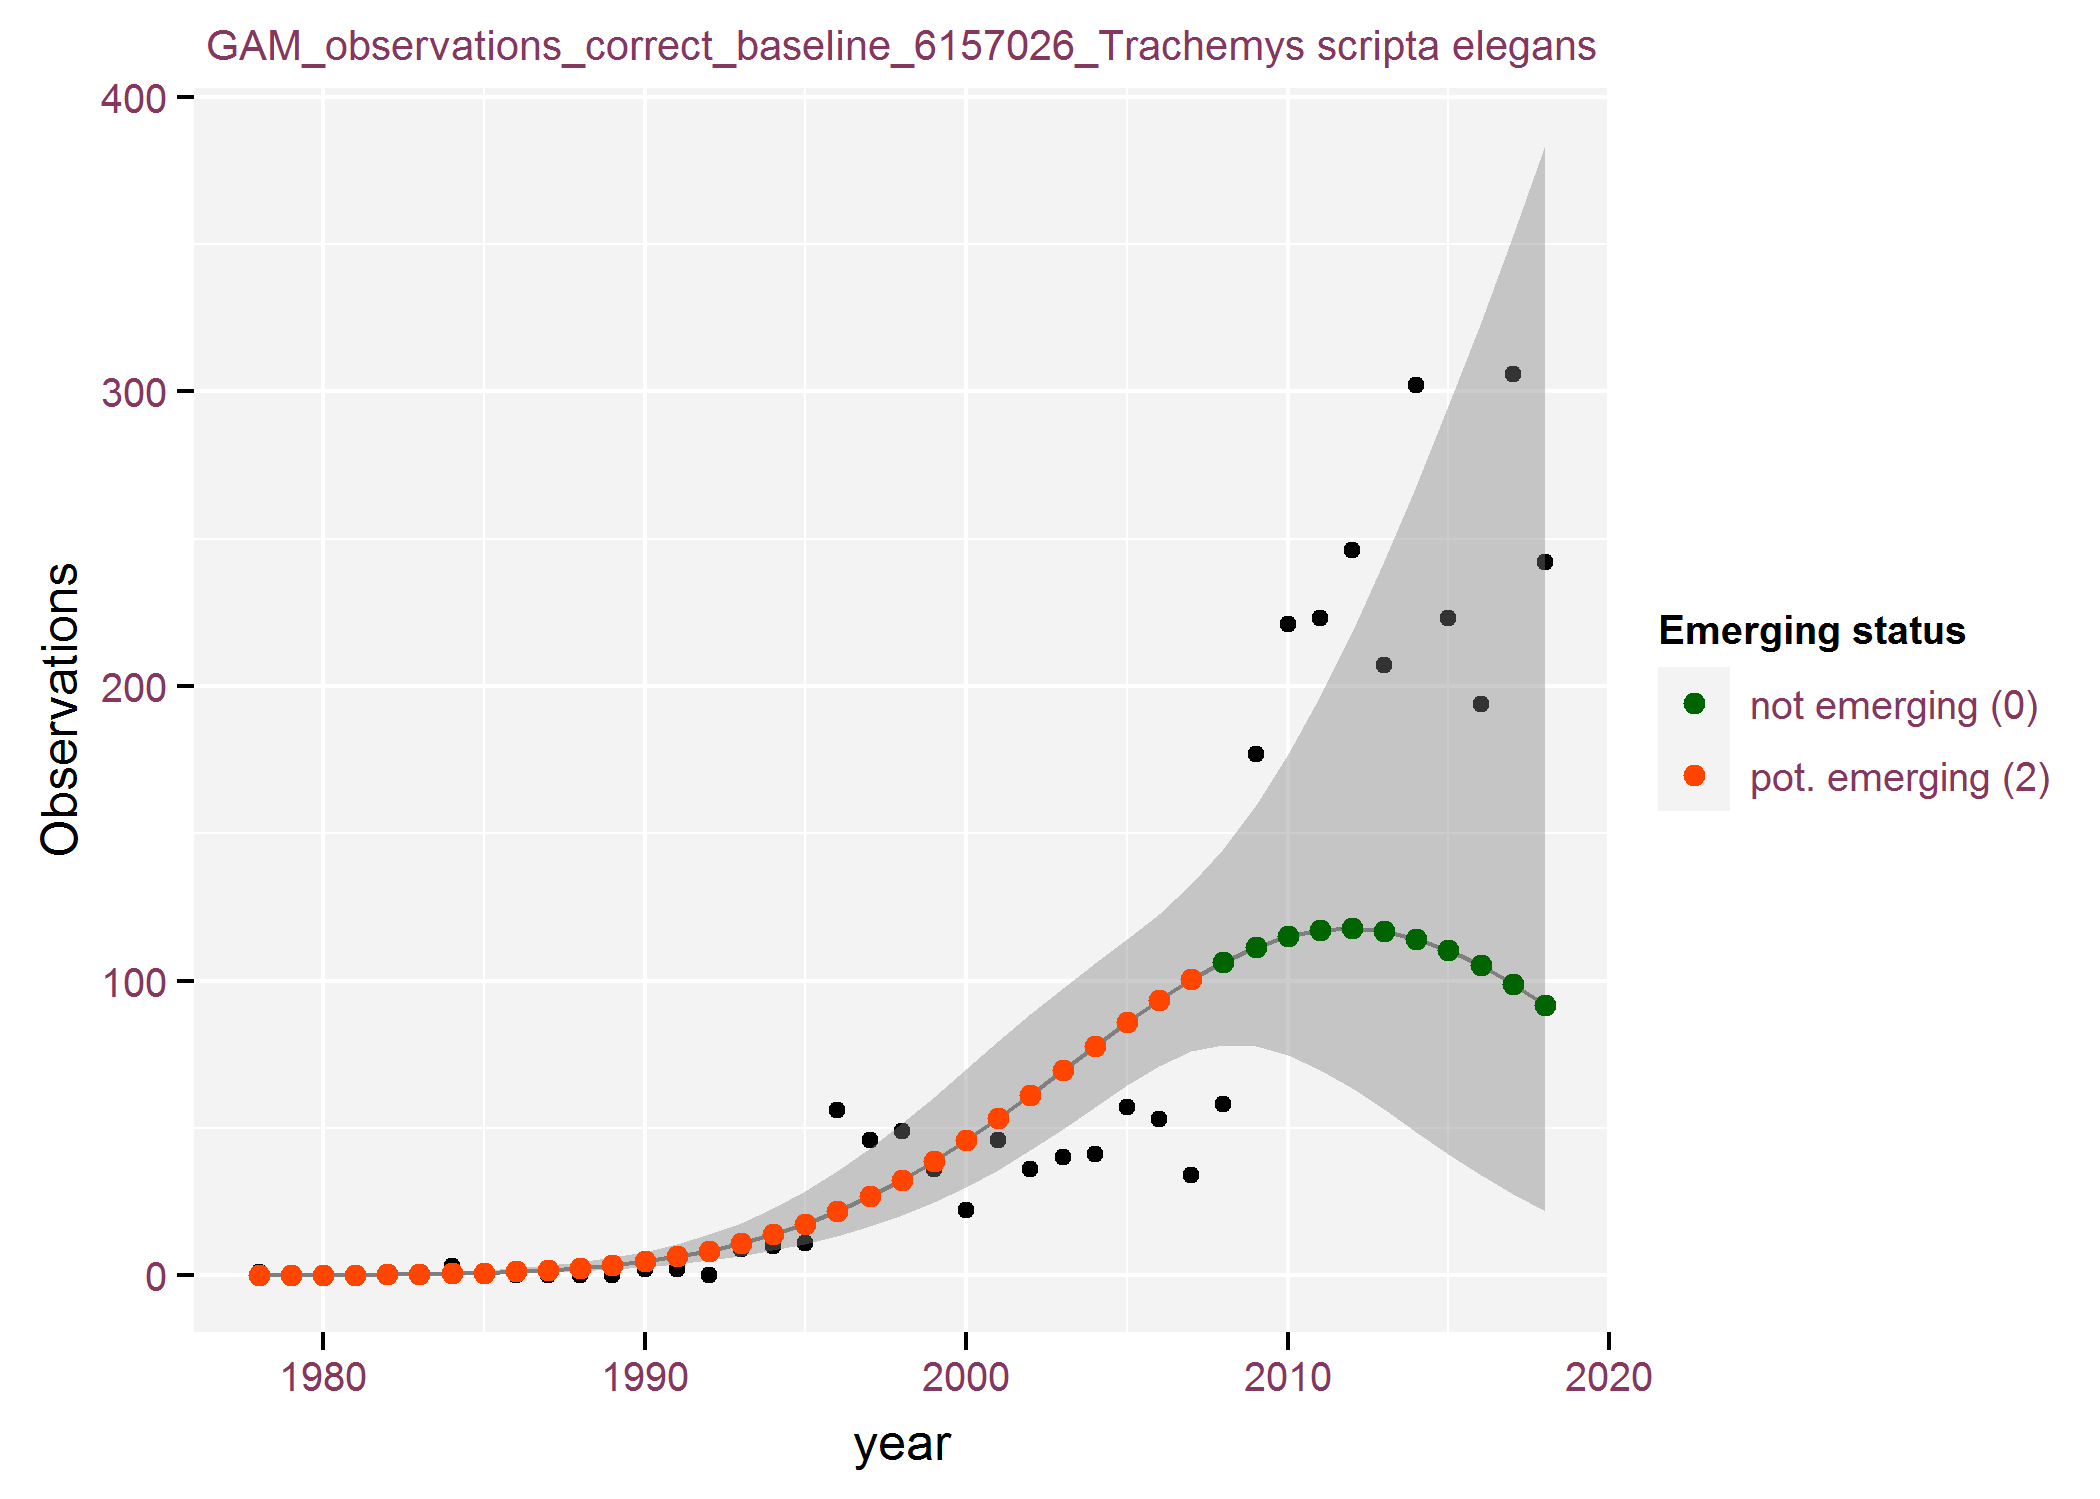 GAM_observations_correct_baseline_6157026_Trachemys scripta elegans
400
300
200
100
0
Observations
1980 1990 2000 2010 2020
year
Emerging status
not emerging (0)
pot. emerging (2)